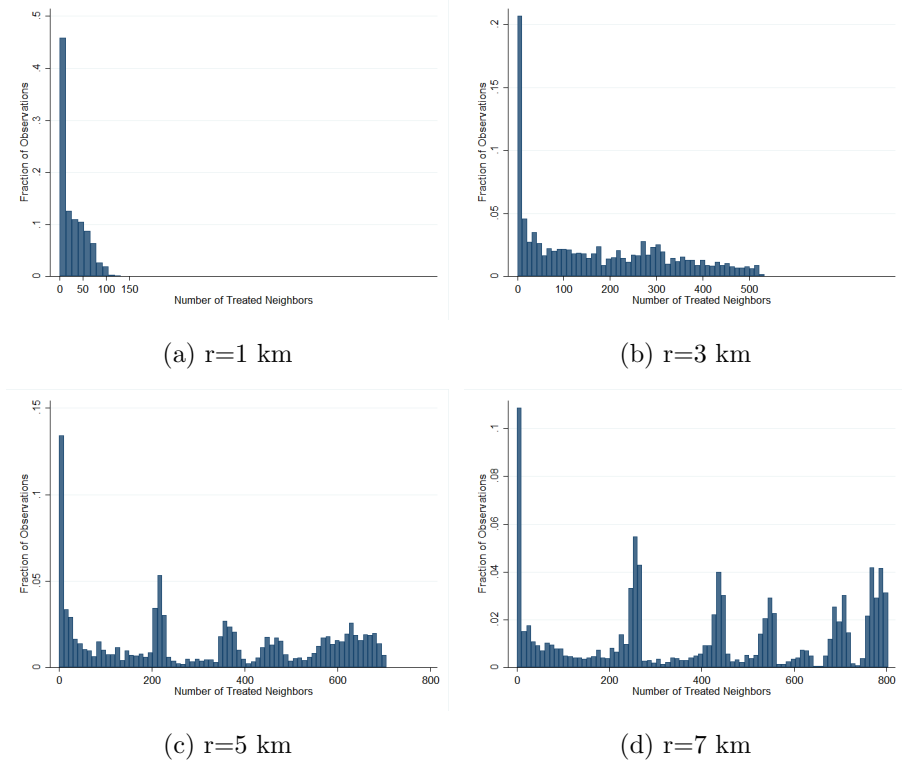 Fraction of Observations
0 .1 .2 .3 .4 .5
0 50 100 150
Number of Treated Neighbors
(a) r=1 km
Fraction of Observations
0 .05 .1 .15 .2
0 100 200 300 400 500
Number of Treated Neighbors
(b) r=3 km
Fraction of Observations
0 .05 .1 .15
0 200 400 600 800
Number of Treated Neighbors
(c) r=5 km
Fraction of Observations
0 .02 .04 .06 .08 .1
0 200 400 600 800
Number of Treated Neighbors
(d) r=7 km